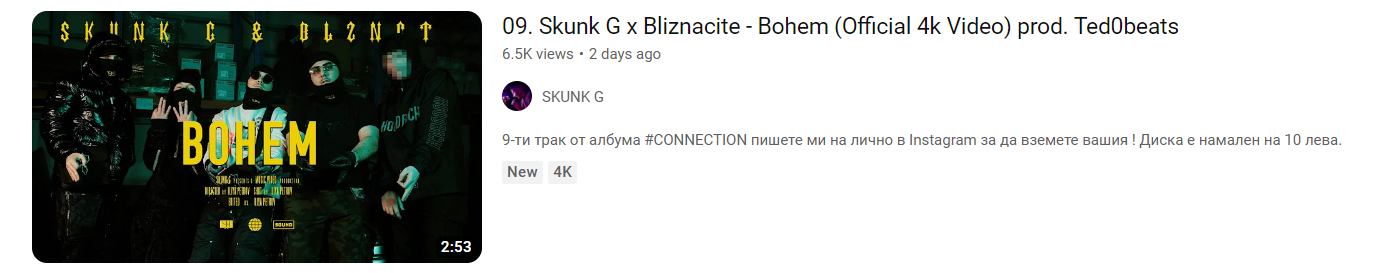 SKUNK G & BLZNCT
BOHEM
2:53
09. Skunk G x Bliznacite - Bohem (Official 4k Video) prod. Ted0beats
6.5K views • 2 days ago
SKUNK G
9-ти трак от албума #CONNECTION пишете ми на лично в Instagram за да вземете вашия ! Диска е намален на 10 лева.
New 4K